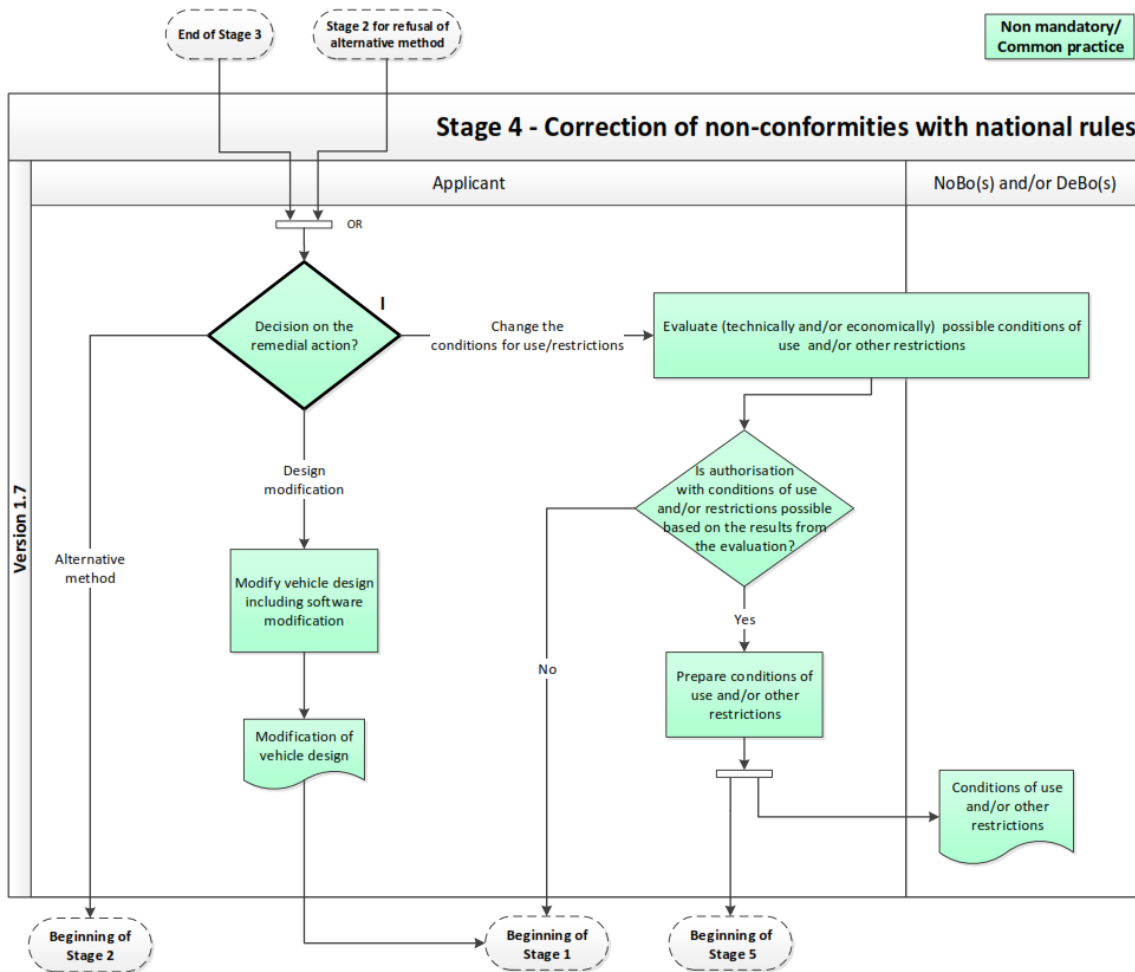 End of Stage 3
Stage 2 for refusal of
alternative method
Non mandatory/
Common practice
Stage 4 - Correction of non-conformities with national rules
Version 1.7
Applicant
NoBo(s) and/or DeBo(s)
OR
I
Decision on the
remedial action?
Change the
conditions for use/restrictions
Evaluate (technically and/or economically) possible conditions of
use and/or other restrictions
Design
modification
Is authorisation
with conditions of use
and/or restrictions possible
based on the results from
the evaluation?
Alternative
method
Modify vehicle design
including software
modification
Yes
No
Prepare conditions of
use and/or other
restrictions
Modification of
vehicle design
Conditions of use
and/or other
restrictions
Beginning of
Stage 2
Beginning of
Stage 1
Beginning of
Stage 5